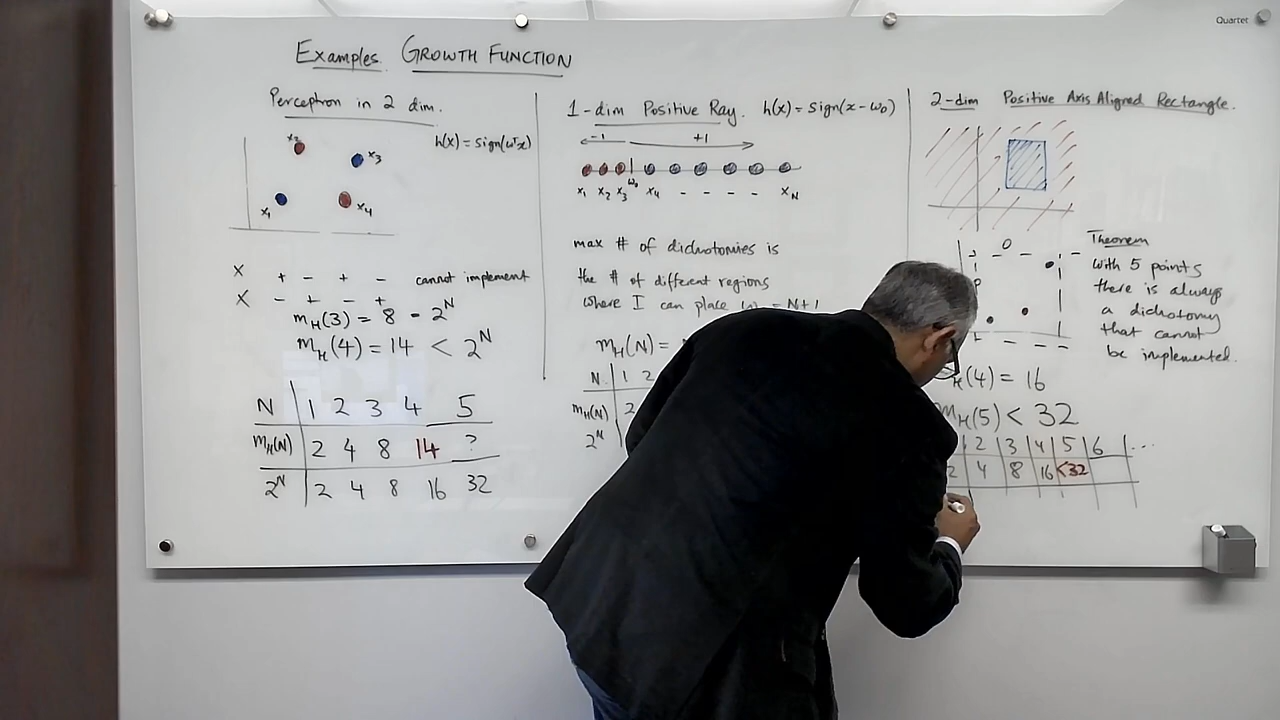 Quartet
Examples. GROWTH FUNCTION
Perceptron in 2 dim.
h(x) = sign(wᵀx)
x₂
x₃
x₁
x₄
X + - + - cannot implement
X - + - +
m_H(3) = 8 = 2^N
m_H(4) = 14 < 2^N
N 1 2 3 4 5
m_H(N) 2 4 8 14 ?
2^N 2 4 8 16 32
1-dim Positive Ray. h(x) = sign(x-w₀)
-1 +1
x₁ x₂ x₃ w₀ x₄ - - - - x_N
max # of dichotomies is
the # of different regions
where I can place = N+1
m_H(N) =
N 1 2
m_H(N) 2
2^N
2-dim Positive Axis Aligned Rectangle.
Theorem
With 5 points
there is always
a dichotomy
that cannot
be implemented.
(4) = 16
m_H(5) < 32
2 3 4 5 6 ...
2 4 8 16 <32